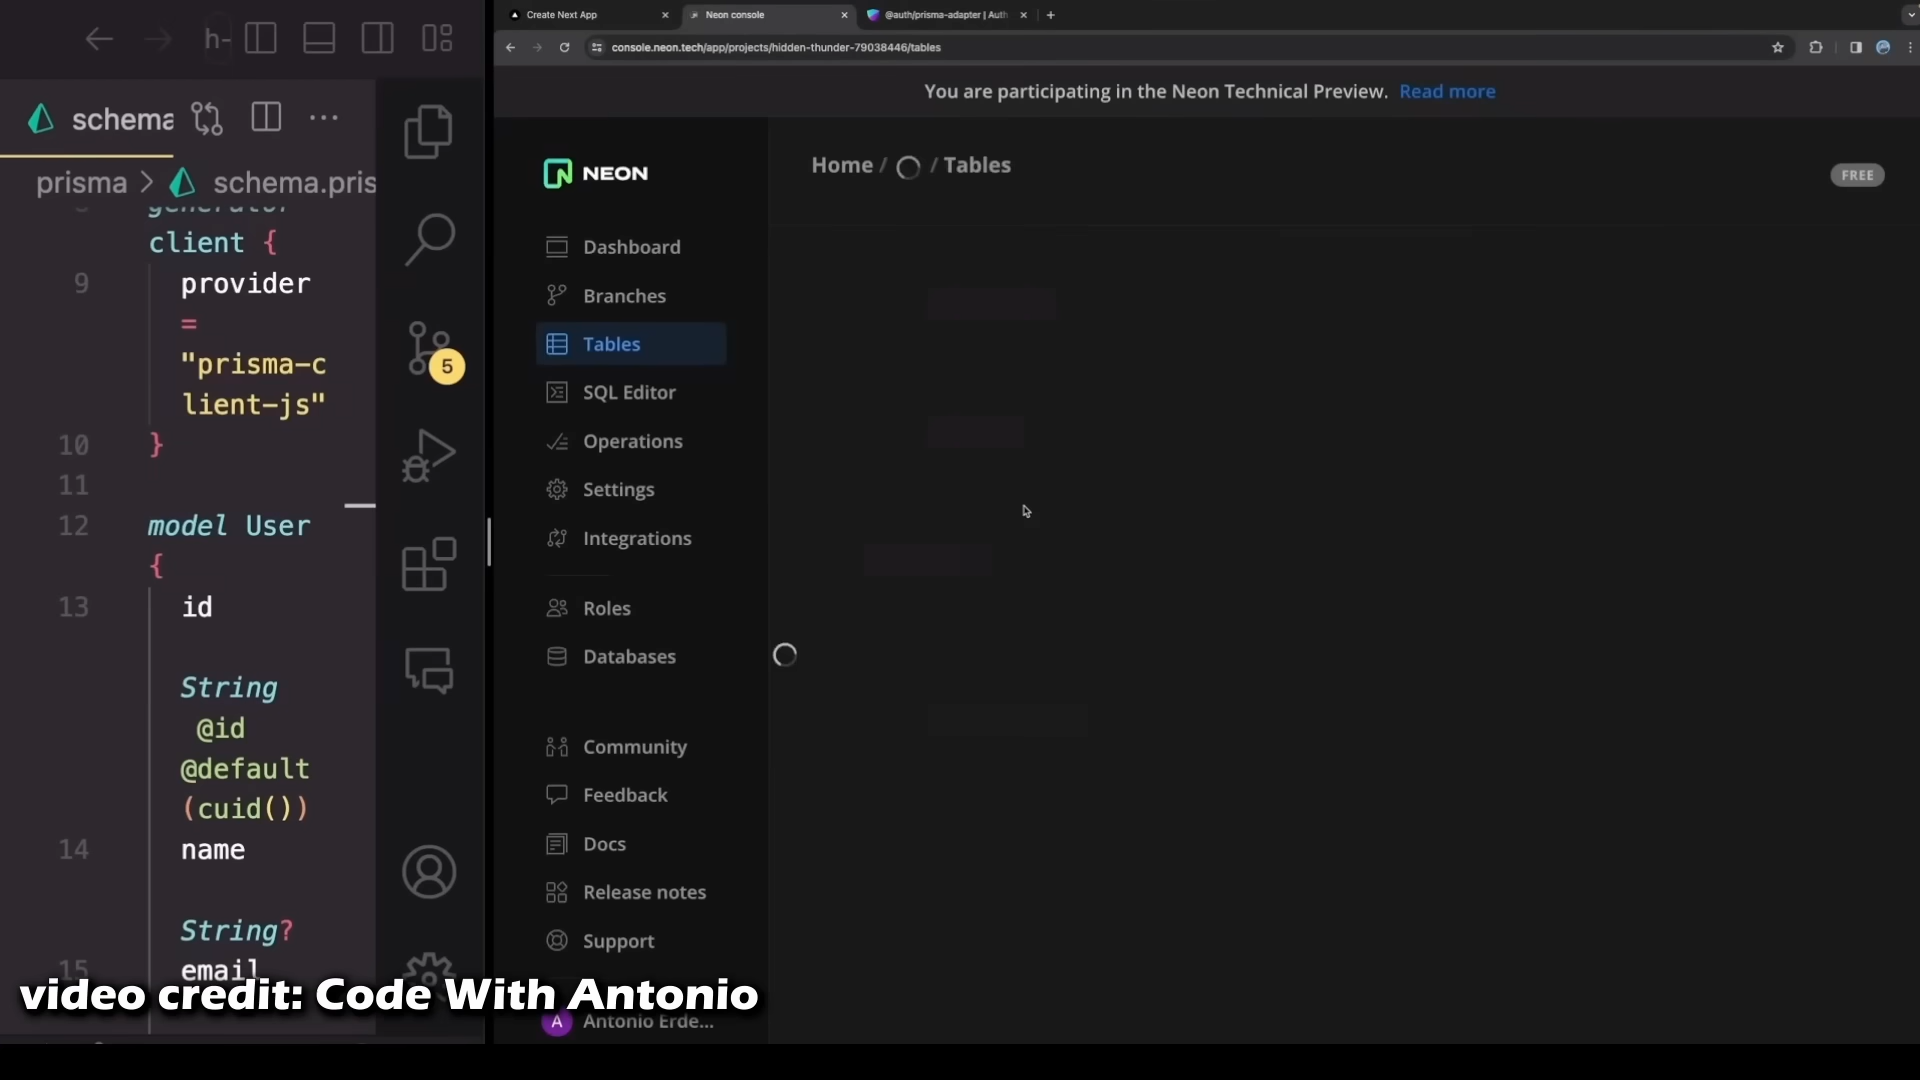 h-
schema
prisma > schema.pris
generator
client {
9 provider
=
"prisma-c
lient-js"
10 }
11
12 model User
{
13 id
String
@id
@default
(cuid())
14 name
String?
15 email
5
Create Next App
Neon console
@auth/prisma-adapter | Auth
console.neon.tech/app/projects/hidden-thunder-79038446/tables
You are participating in the Neon Technical Preview. Read more
NEON
Home / / Tables
FREE
Dashboard
Branches
Tables
SQL Editor
Operations
Settings
Integrations
Roles
Databases
Community
Feedback
Docs
Release notes
Support
A Antonio Erde...
video credit: Code With Antonio